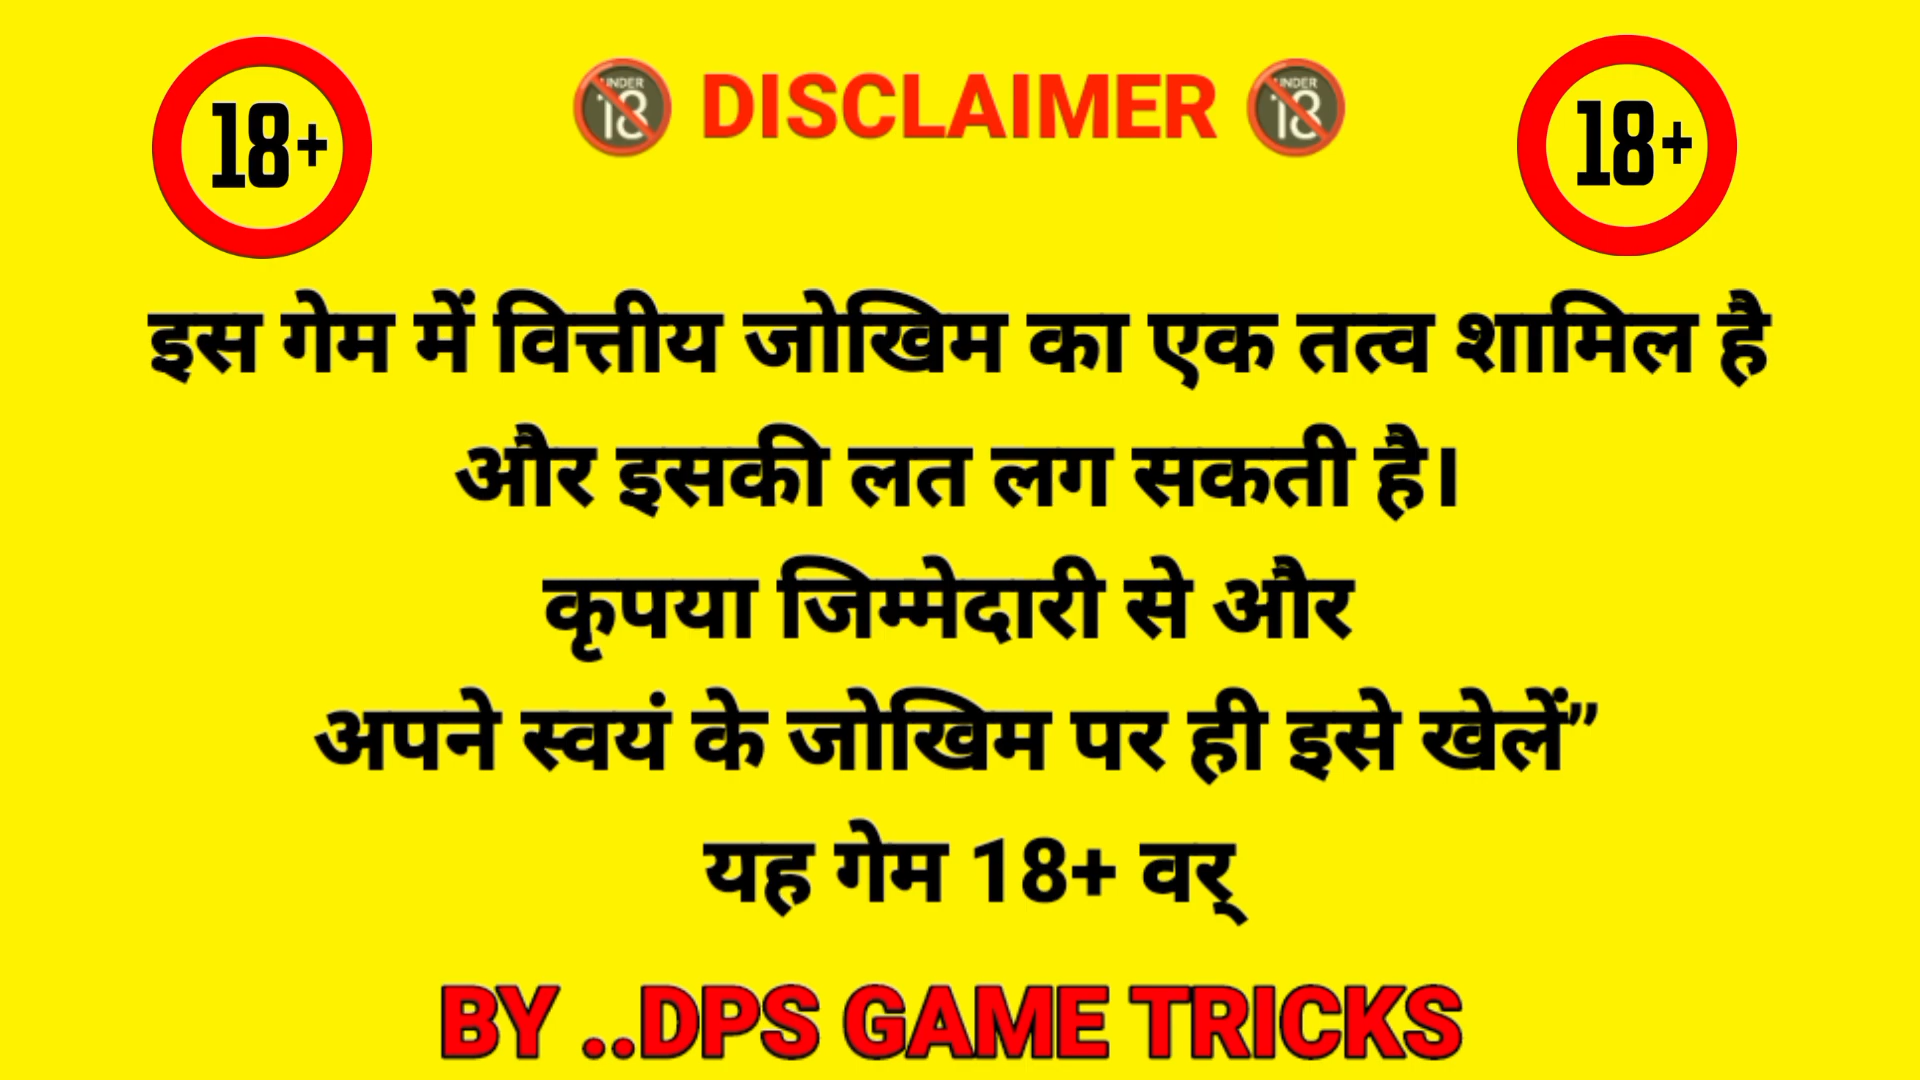 18+
🔞 DISCLAIMER 🔞
18+
इस गेम में वित्तीय जोखिम का एक तत्व शामिल है
और इसकी लत लग सकती है।
कृपया जिम्मेदारी से और
अपने स्वयं के जोखिम पर ही इसे खेलें”
यह गेम 18+ वर्
BY ..DPS GAME TRICKS